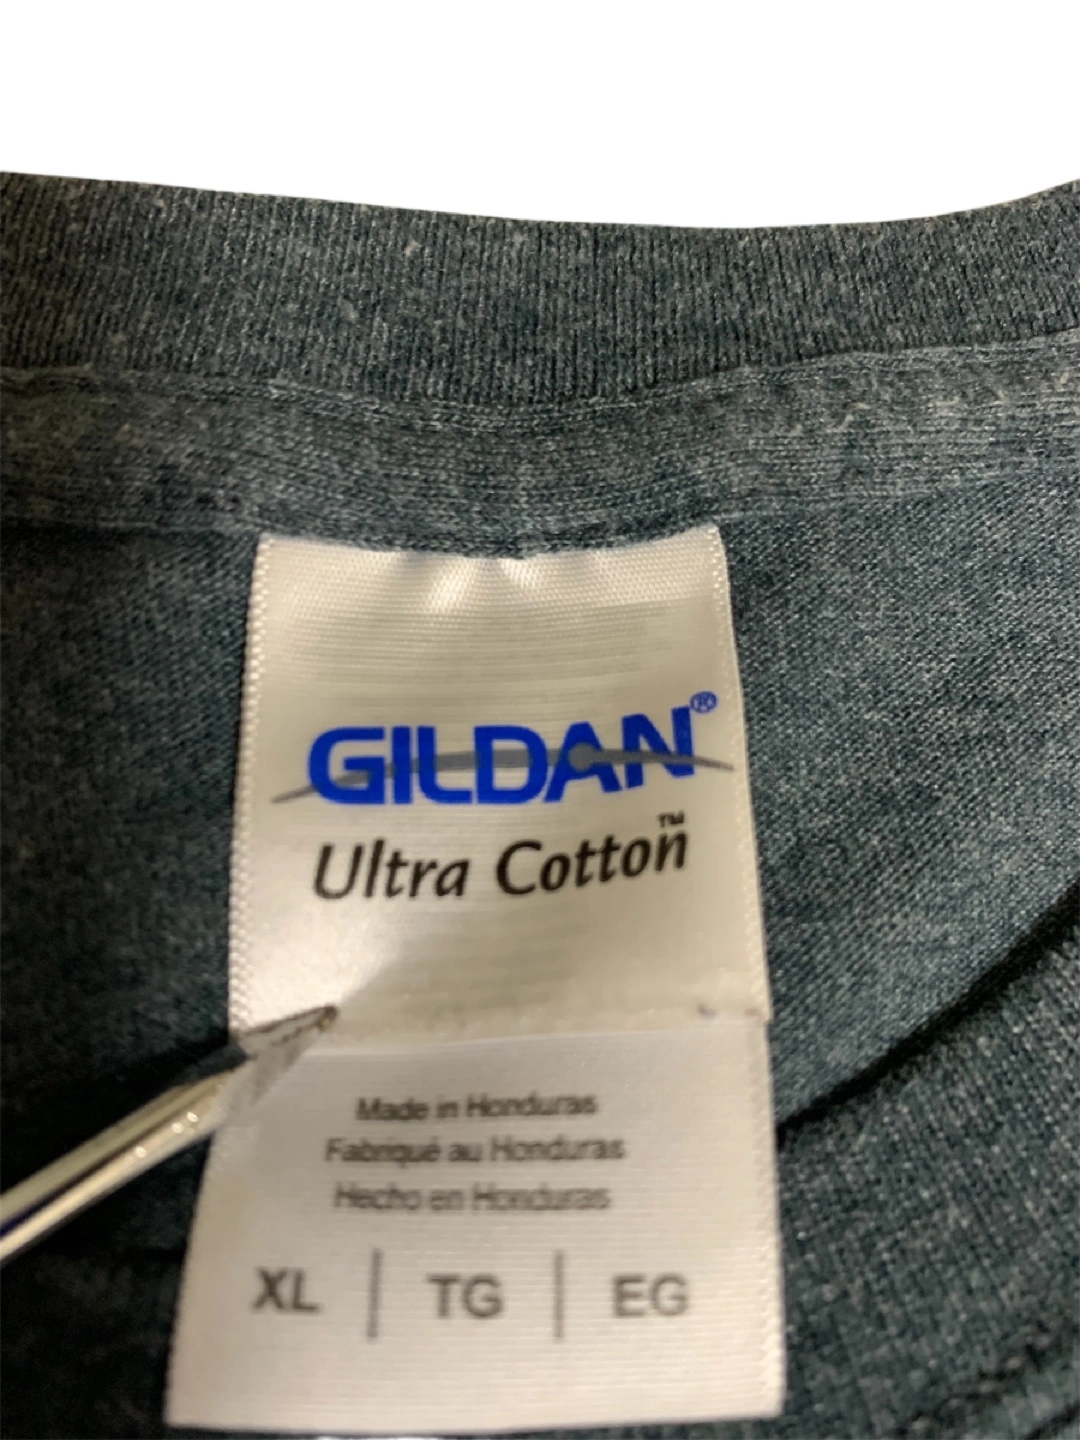 GILDAN®
Ultra Cotton™
Made in Honduras
Fabriqué au Honduras
Hecho en Honduras
XL | TG | EG